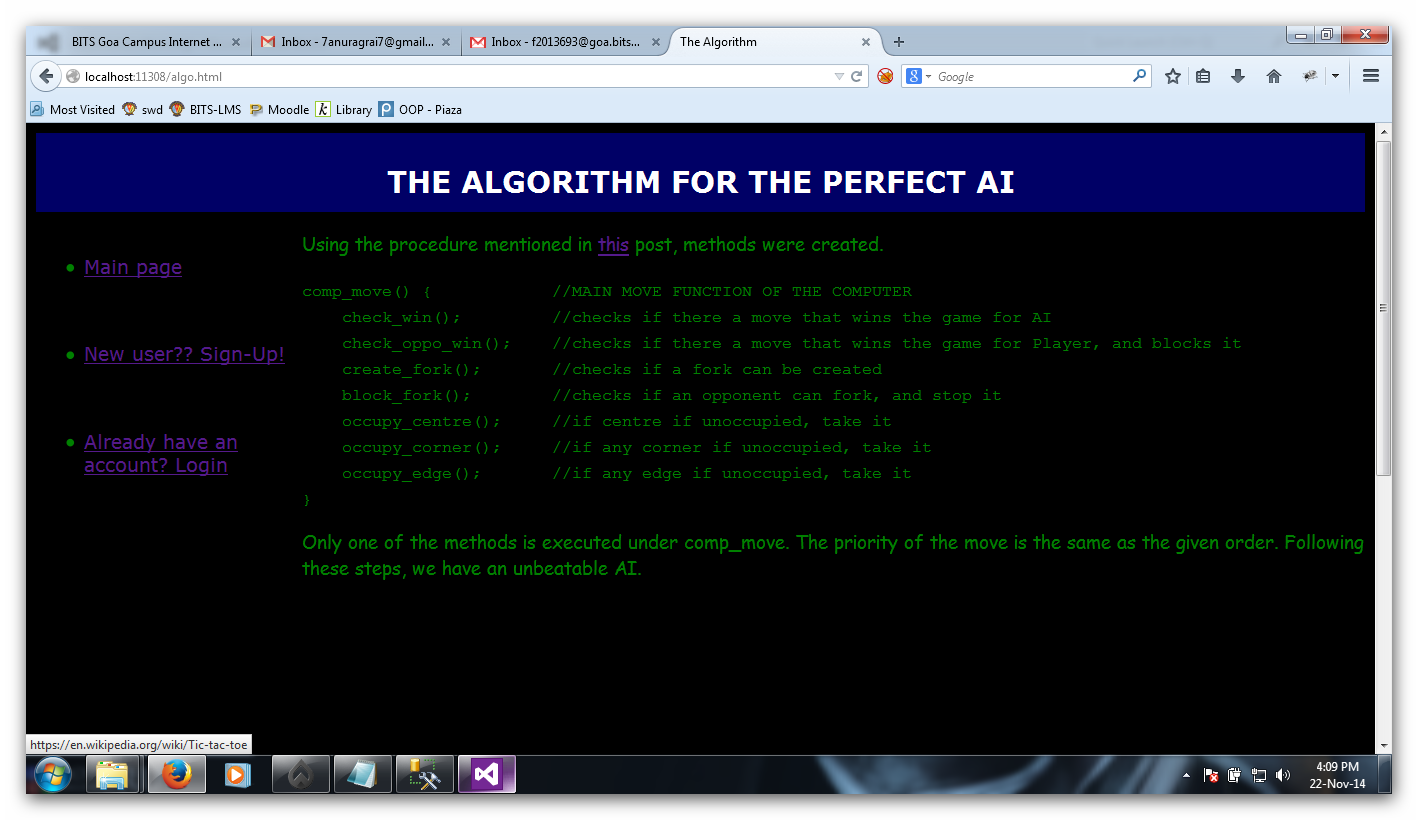 BITS Goa Campus Internet ...
Inbox - 7anuragrai7@gmail...
Inbox - f2013693@goa.bits...
The Algorithm
localhost:11308/algo.html
Google
Most Visited swd BITS-LMS Moodle Library OOP - Piaza
THE ALGORITHM FOR THE PERFECT AI
Main page
New user?? Sign-Up!
Already have an
account? Login
Using the procedure mentioned in this post, methods were created.
comp_move() { //MAIN MOVE FUNCTION OF THE COMPUTER
check_win(); //checks if there a move that wins the game for AI
check_oppo_win(); //checks if there a move that wins the game for Player, and blocks it
create_fork(); //checks if a fork can be created
block_fork(); //checks if an opponent can fork, and stop it
occupy_centre(); //if centre if unoccupied, take it
occupy_corner(); //if any corner if unoccupied, take it
occupy_edge(); //if any edge if unoccupied, take it
}
Only one of the methods is executed under comp_move. The priority of the move is the same as the given order. Following
these steps, we have an unbeatable AI.
https://en.wikipedia.org/wiki/Tic-tac-toe
4:09 PM
22-Nov-14